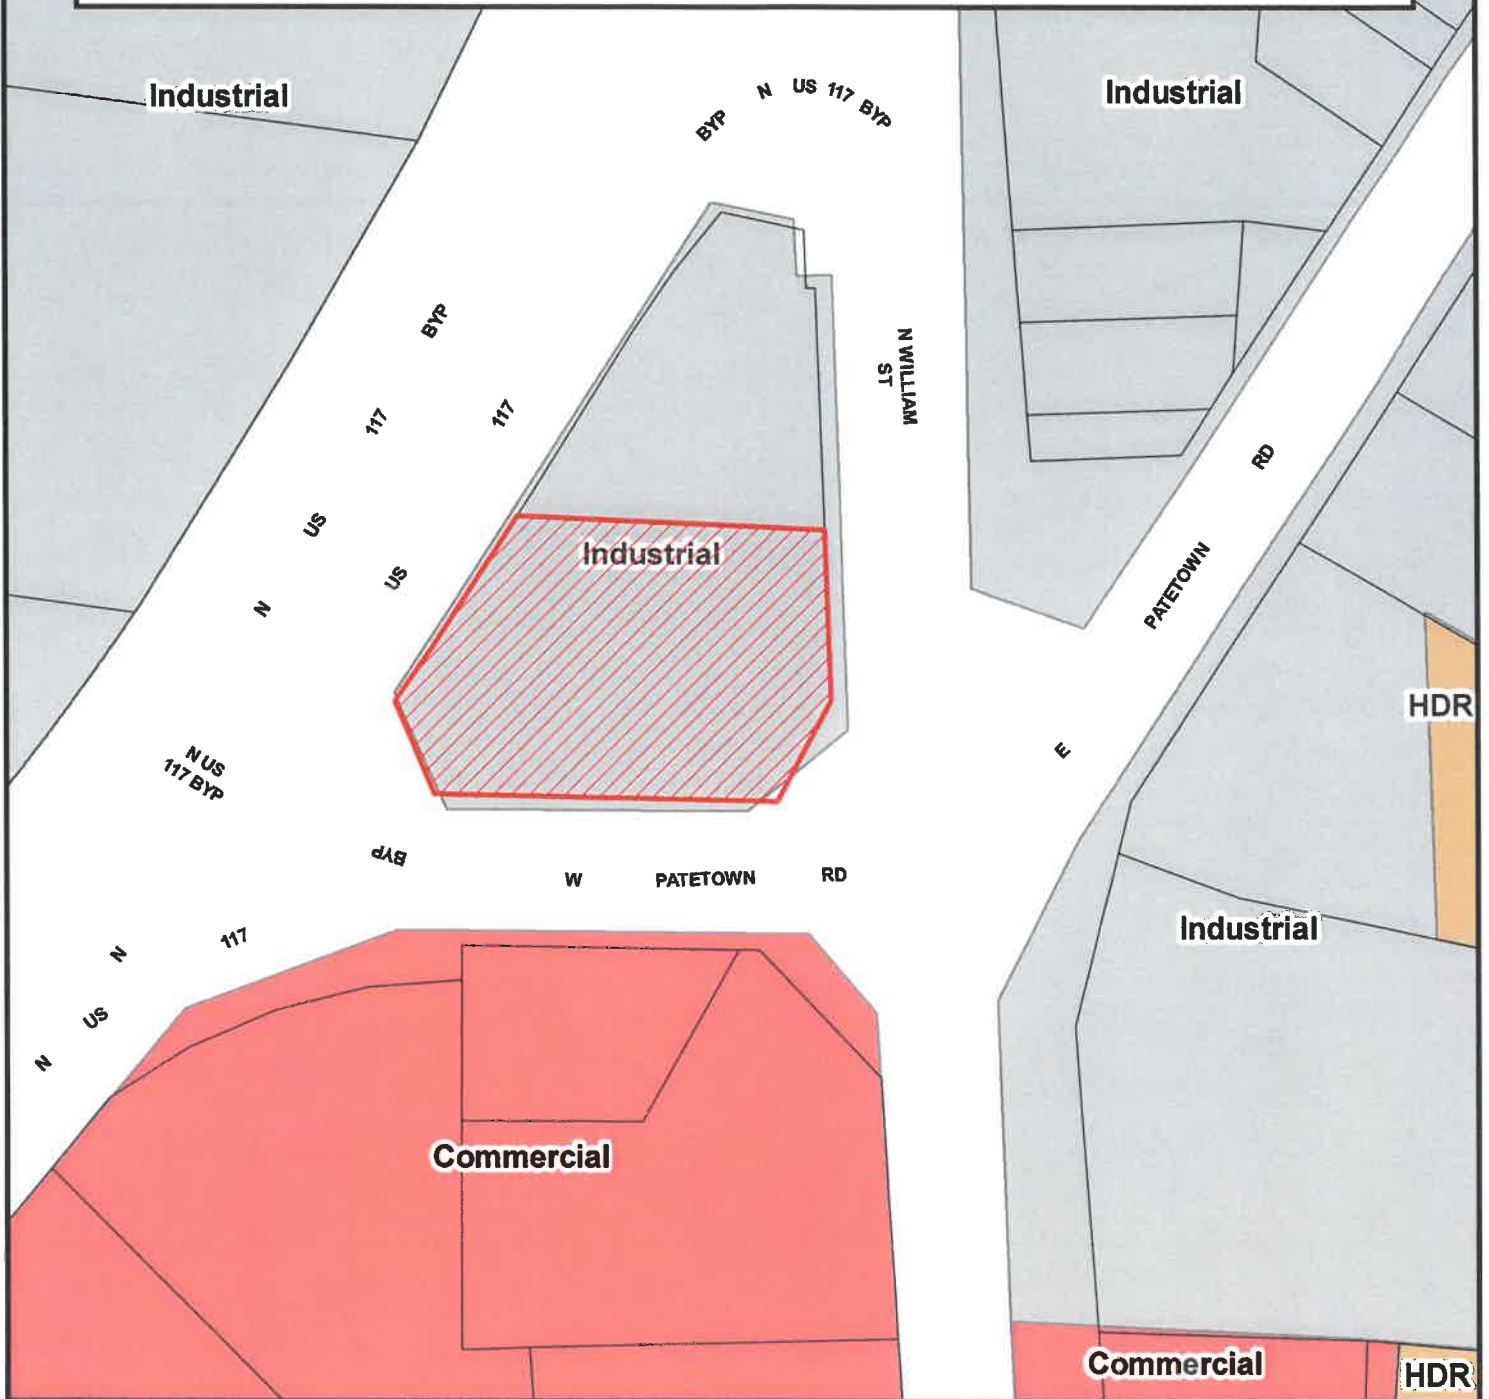 Industrial
Industrial
BYP N US 117 BYP
BYP
117
117
US
US
N
N WILLIAM
ST
RD
PATETOWN
E
Industrial
HDR
N US
117 BYP
BYP
W PATETOWN RD
117
N
US
N
Industrial
Commercial
Commercial
HDR